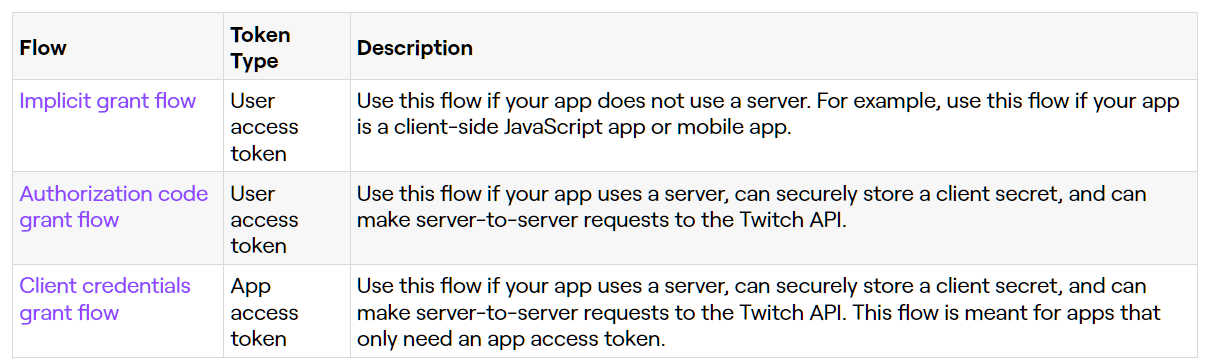 Flow
Token
Type
Description
Implicit grant flow
User
access
token
Use this flow if your app does not use a server. For example, use this flow if your app
is a client-side JavaScript app or mobile app.
Authorization code
grant flow
User
access
token
Use this flow if your app uses a server, can securely store a client secret, and can
make server-to-server requests to the Twitch API.
Client credentials
grant flow
App
access
token
Use this flow if your app uses a server, can securely store a client secret, and can
make server-to-server requests to the Twitch API. This flow is meant for apps that
only need an app access token.